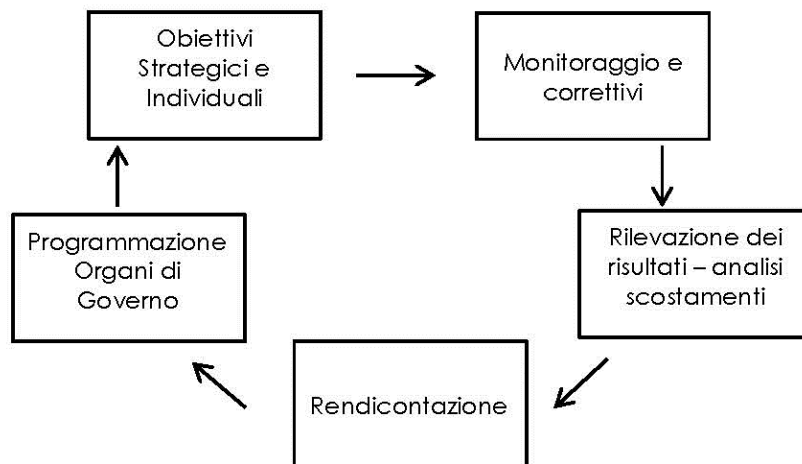 Obiettivi
Strategici e
Individuali
Monitoraggio e
correttivi
Programmazione
Organi di
Governo
Rilevazione dei
risultati – analisi
scostamenti
Rendicontazione